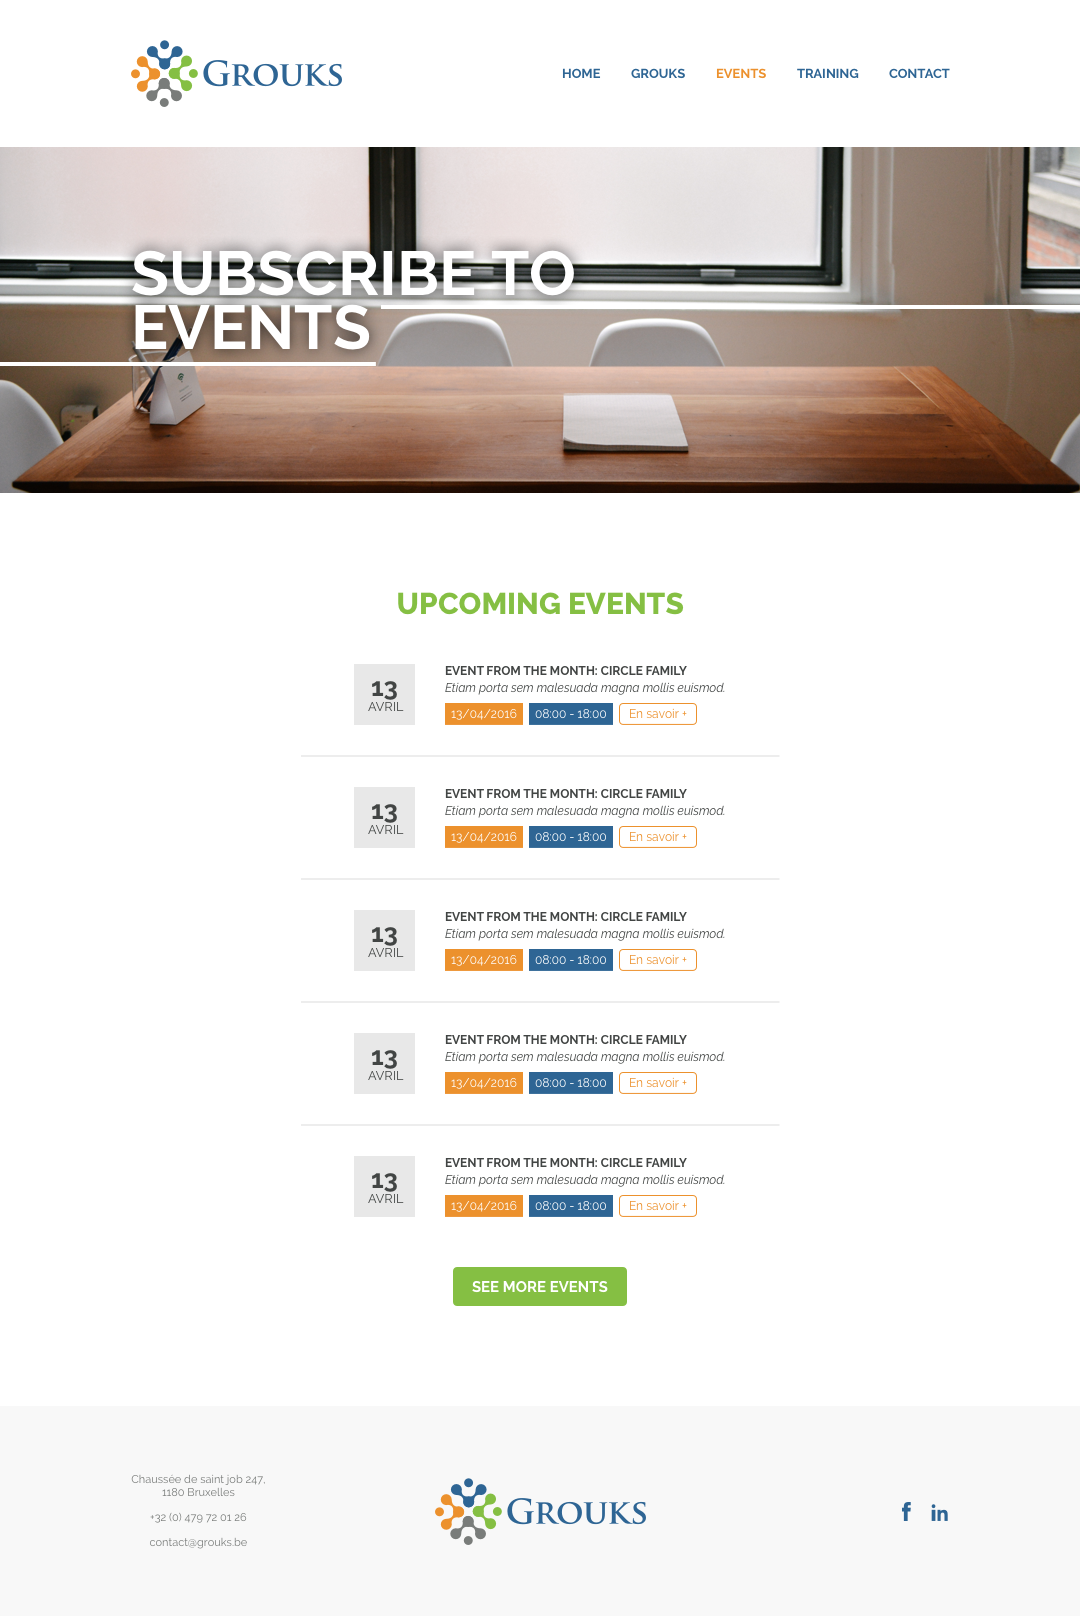 GROUKS
HOME GROUKS EVENTS TRAINING CONTACT
SUBSCRIBE TO
EVENTS
UPCOMING EVENTS
13
AVRIL
EVENT FROM THE MONTH: CIRCLE FAMILY
Etiam porta sem malesuada magna mollis euismod.
13/04/2016 08:00 - 18:00 En savoir +
13
AVRIL
EVENT FROM THE MONTH: CIRCLE FAMILY
Etiam porta sem malesuada magna mollis euismod.
13/04/2016 08:00 - 18:00 En savoir +
13
AVRIL
EVENT FROM THE MONTH: CIRCLE FAMILY
Etiam porta sem malesuada magna mollis euismod.
13/04/2016 08:00 - 18:00 En savoir +
13
AVRIL
EVENT FROM THE MONTH: CIRCLE FAMILY
Etiam porta sem malesuada magna mollis euismod.
13/04/2016 08:00 - 18:00 En savoir +
13
AVRIL
EVENT FROM THE MONTH: CIRCLE FAMILY
Etiam porta sem malesuada magna mollis euismod.
13/04/2016 08:00 - 18:00 En savoir +
SEE MORE EVENTS
Chaussée de saint job 247,
1180 Bruxelles
+32 (0) 479 72 01 26
contact@grouks.be
GROUKS
f in